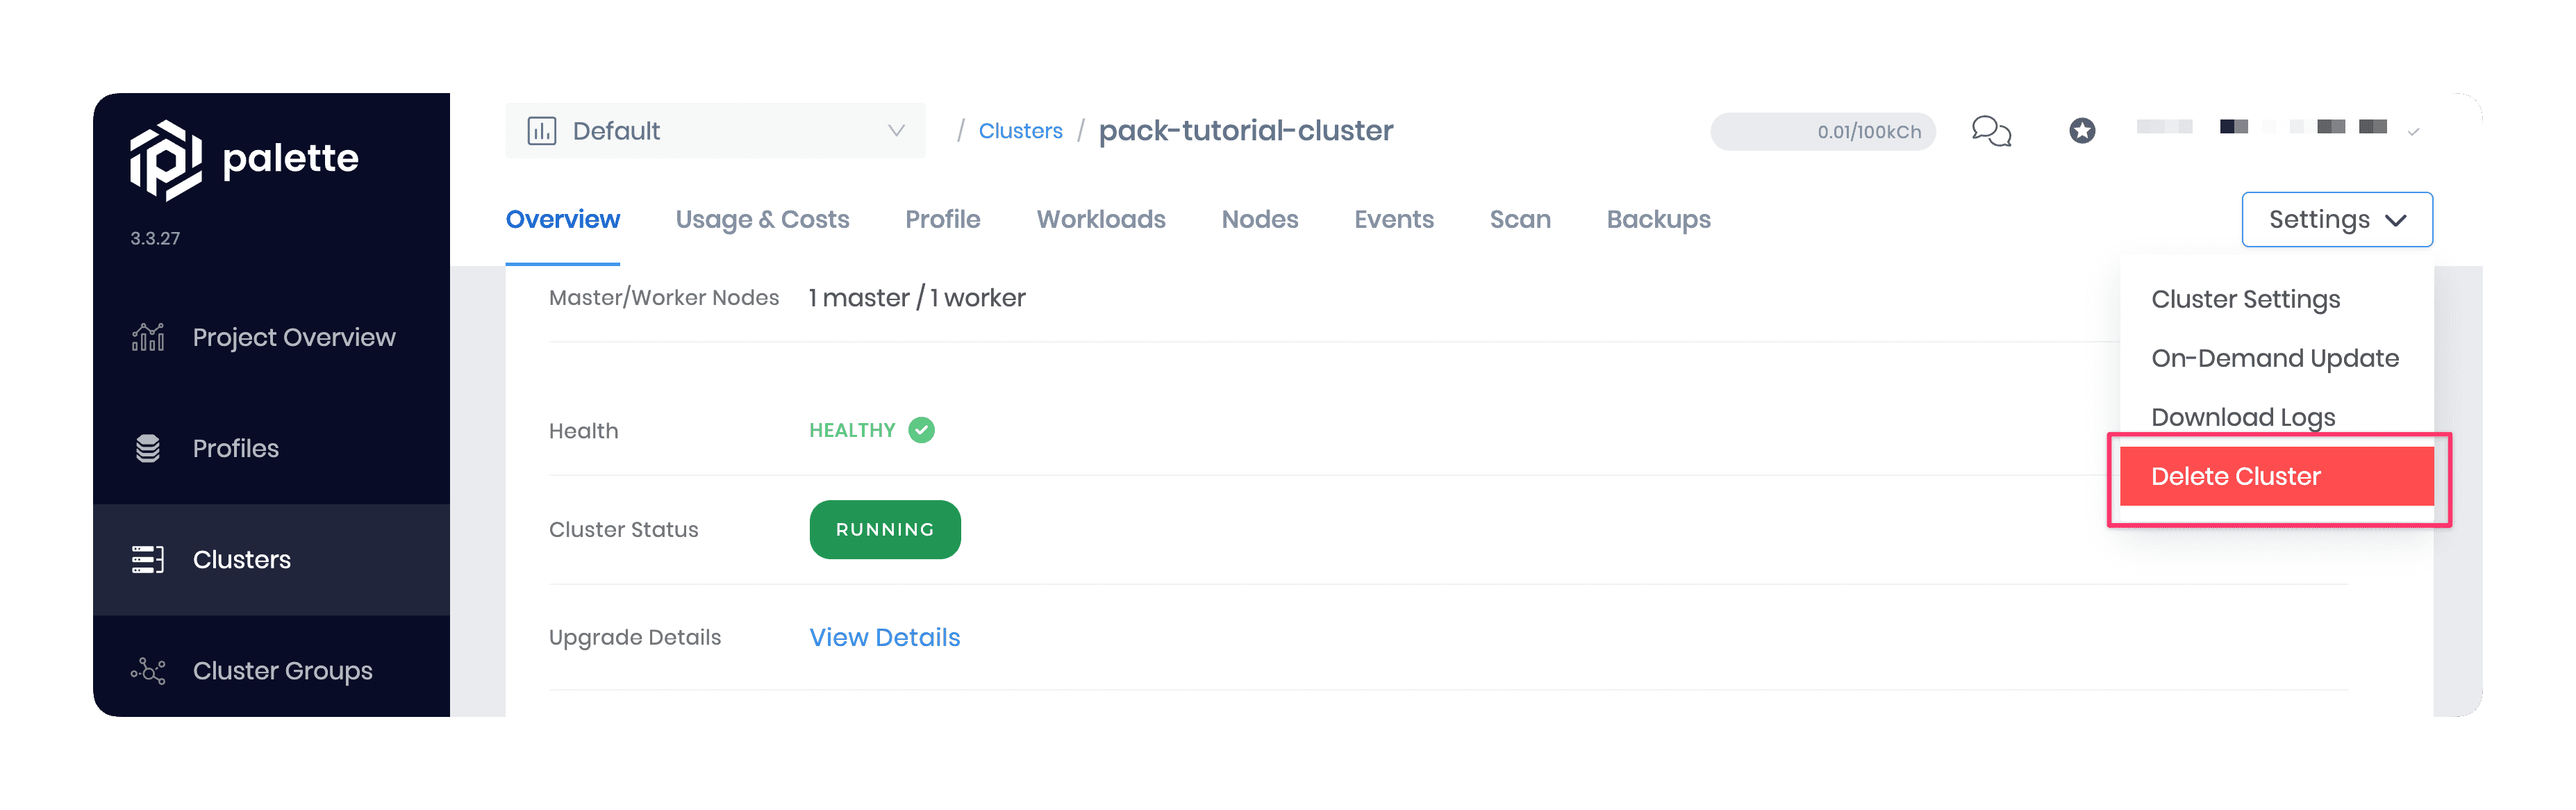 palette
3.3.27
Project Overview
Profiles
Clusters
Cluster Groups
Default
/ Clusters / pack-tutorial-cluster
0.01/100kCh
Overview Usage & Costs Profile Workloads Nodes Events Scan Backups
Settings
Cluster Settings
On-Demand Update
Download Logs
Delete Cluster
Master/Worker Nodes 1 master / 1 worker
Health HEALTHY
Cluster Status RUNNING
Upgrade Details View Details